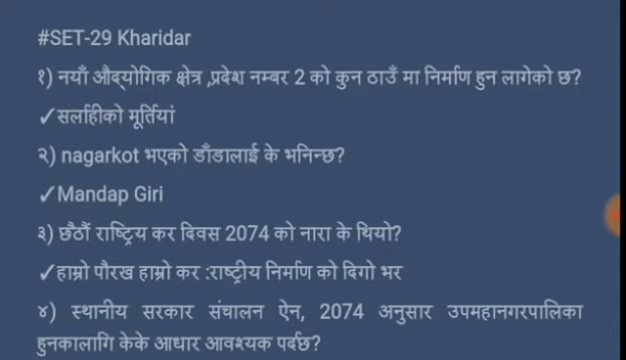 #SET-29 Kharidar
१) नयाँ औद्योगिक क्षेत्र ,प्रदेश नम्बर 2 को कुन ठाउँ मा निर्माण हुन लागेको छ?
✓सर्लाहीको मूर्तियां
२) nagarkot भएको डाँडालाई के भनिन्छ?
✓Mandap Giri
३) छैठौं राष्ट्रिय कर दिवस 2074 को नारा के थियो?
✓हाम्रो पौरख हाम्रो कर :राष्ट्रीय निर्माण को दिगो भर
४) स्थानीय सरकार संचालन ऐन, 2074 अनुसार उपमहानगरपालिका
हुनकालागि केके आधार आवश्यक पर्दछ?